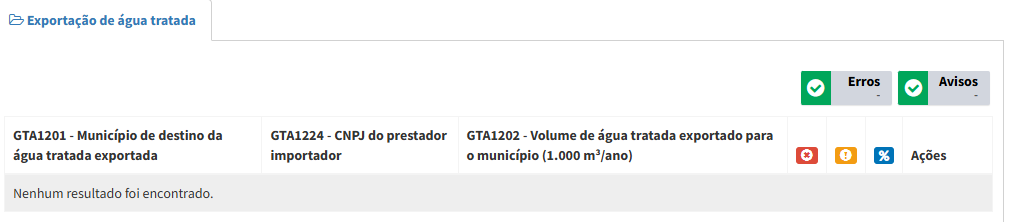 Exportação de água tratada
Erros
-
Avisos
-
GTA1201 - Município de destino da
água tratada exportada
GTA1224 - CNPJ do prestador
importador
GTA1202 - Volume de água tratada exportado para
o município (1.000 m³/ano)
Ações
Nenhum resultado foi encontrado.